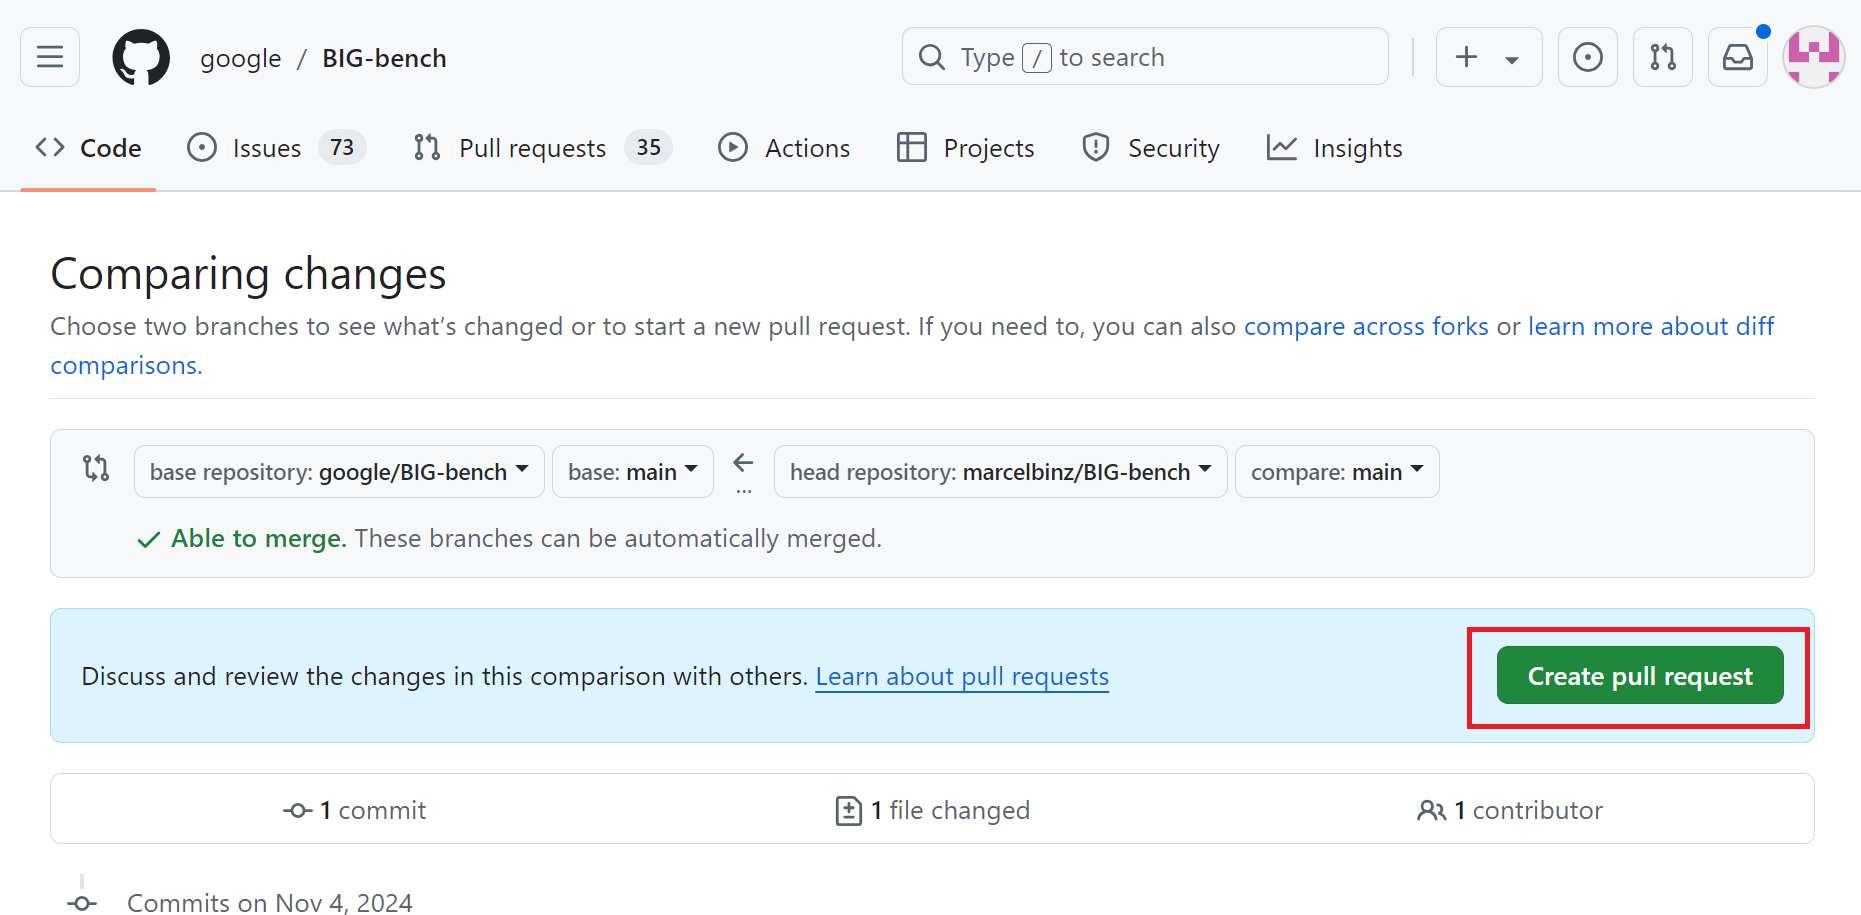 google / BIG-bench
Type / to search
Code
Issues 73
Pull requests 35
Actions
Projects
Security
Insights
Comparing changes
Choose two branches to see what's changed or to start a new pull request. If you need to, you can also compare across forks or learn more about diff
comparisons.
base repository: google/BIG-bench
base: main
...
head repository: marcelbinz/BIG-bench
compare: main
Able to merge. These branches can be automatically merged.
Discuss and review the changes in this comparison with others. Learn about pull requests
Create pull request
1 commit
1 file changed
1 contributor
Commits on Nov 4, 2024